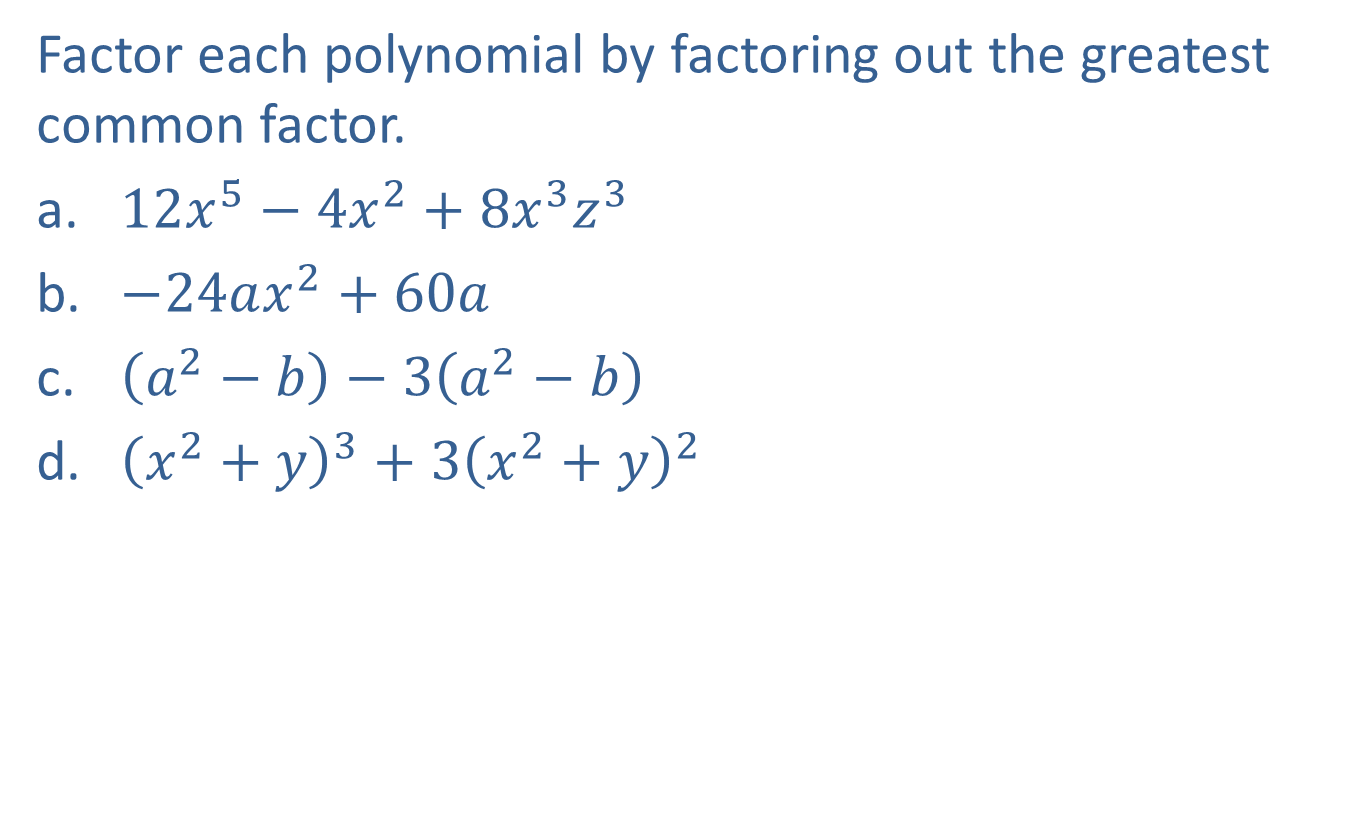 Factor each polynomial by factoring out the greatest
common factor.
a. 12x⁵ − 4x² + 8x³z³
b. −24ax² + 60a
c. (a² − b) − 3(a² − b)
d. (x² + y)³ + 3(x² + y)²